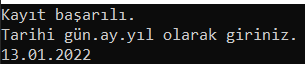 Kayıt başarılı.
Tarihi gün.ay.yıl olarak giriniz.
13.01.2022